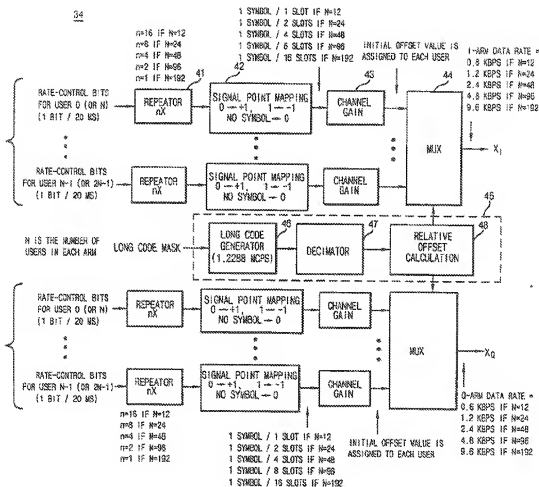 34
n=16 IF N=12
n=8 IF N=24
n=4 IF N=48
n=2 IF N=96
n=1 IF N=192
1 SYMBOL / 1 SLOT IF N=12
1 SYMBOL / 2 SLOTS IF N=24
1 SYMBOL / 4 SLOTS IF N=48
1 SYMBOL / 8 SLOTS IF N=96
1 SYMBOL / 16 SLOTS IF N=192
INITIAL OFFSET VALUE IS
ASSIGNED TO EACH USER
I-ARM DATA RATE =
0.6 KBPS IF N=12
1.2 KBPS IF N=24
2.4 KBPS IF N=48
4.8 KBPS IF N=96
9.6 KBPS IF N=192
41
42
43
44
RATE-CONTROL BITS
FOR USER 0 (OR N)
(1 BIT / 20 MS)
REPEATOR
nX
SIGNAL POINT MAPPING
0→+1, 1→-1
NO SYMBOL→0
CHANNEL
GAIN
MUX
XI
RATE-CONTROL BITS
FOR USER N-1 (OR 2N-1)
(1 BIT / 20 MS)
REPEATOR
nX
SIGNAL POINT MAPPING
0→+1, 1→-1
NO SYMBOL→0
CHANNEL
GAIN
45
N IS THE NUMBER OF
USERS IN EACH ARM
LONG CODE MASK
LONG CODE
GENERATOR
(1.2288 MCPS)
46
DECIMATOR
47
RELATIVE
OFFSET
CALCULATION
48
RATE-CONTROL BITS
FOR USER 0 (OR N)
(1 BIT / 20 MS)
REPEATOR
nX
SIGNAL POINT MAPPING
0→+1, 1→-1
NO SYMBOL→0
CHANNEL
GAIN
MUX
XQ
RATE-CONTROL BITS
FOR USER N-1 (OR 2N-1)
(1 BIT / 20 MS)
REPEATOR
nX
SIGNAL POINT MAPPING
0→+1, 1→-1
NO SYMBOL→0
CHANNEL
GAIN
n=16 IF N=12
n=8 IF N=24
n=4 IF N=48
n=2 IF N=96
n=1 IF N=192
1 SYMBOL / 1 SLOT IF N=12
1 SYMBOL / 2 SLOTS IF N=24
1 SYMBOL / 4 SLOTS IF N=48
1 SYMBOL / 8 SLOTS IF N=96
1 SYMBOL / 16 SLOTS IF N=192
INITIAL OFFSET VALUE IS
ASSIGNED TO EACH USER
Q-ARM DATA RATE =
0.6 KBPS IF N=12
1.2 KBPS IF N=24
2.4 KBPS IF N=48
4.8 KBPS IF N=96
9.6 KBPS IF N=192